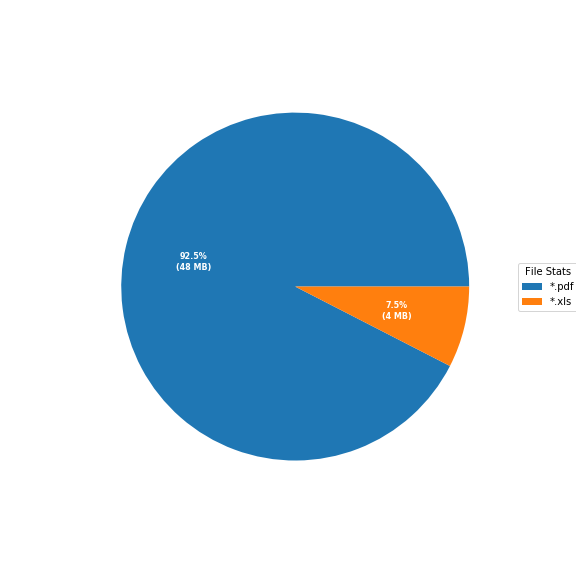 92.5%
(48 MB)
7.5%
(4 MB)
File Stats
*.pdf
*.xls